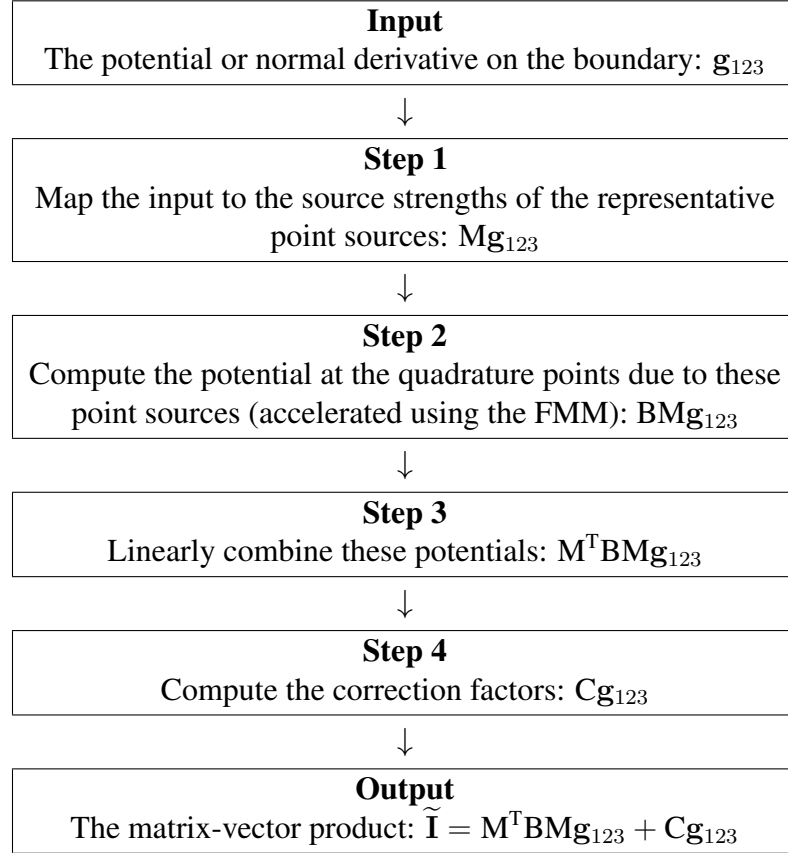 Input
The potential or normal derivative on the boundary: g₁₂₃
↓
Step 1
Map the input to the source strengths of the representative
point sources: Mg₁₂₃
↓
Step 2
Compute the potential at the quadrature points due to these
point sources (accelerated using the FMM): BMg₁₂₃
↓
Step 3
Linearly combine these potentials: MᵀBMg₁₂₃
↓
Step 4
Compute the correction factors: Cg₁₂₃
↓
Output
The matrix-vector product: Ĩ = MᵀBMg₁₂₃ + Cg₁₂₃